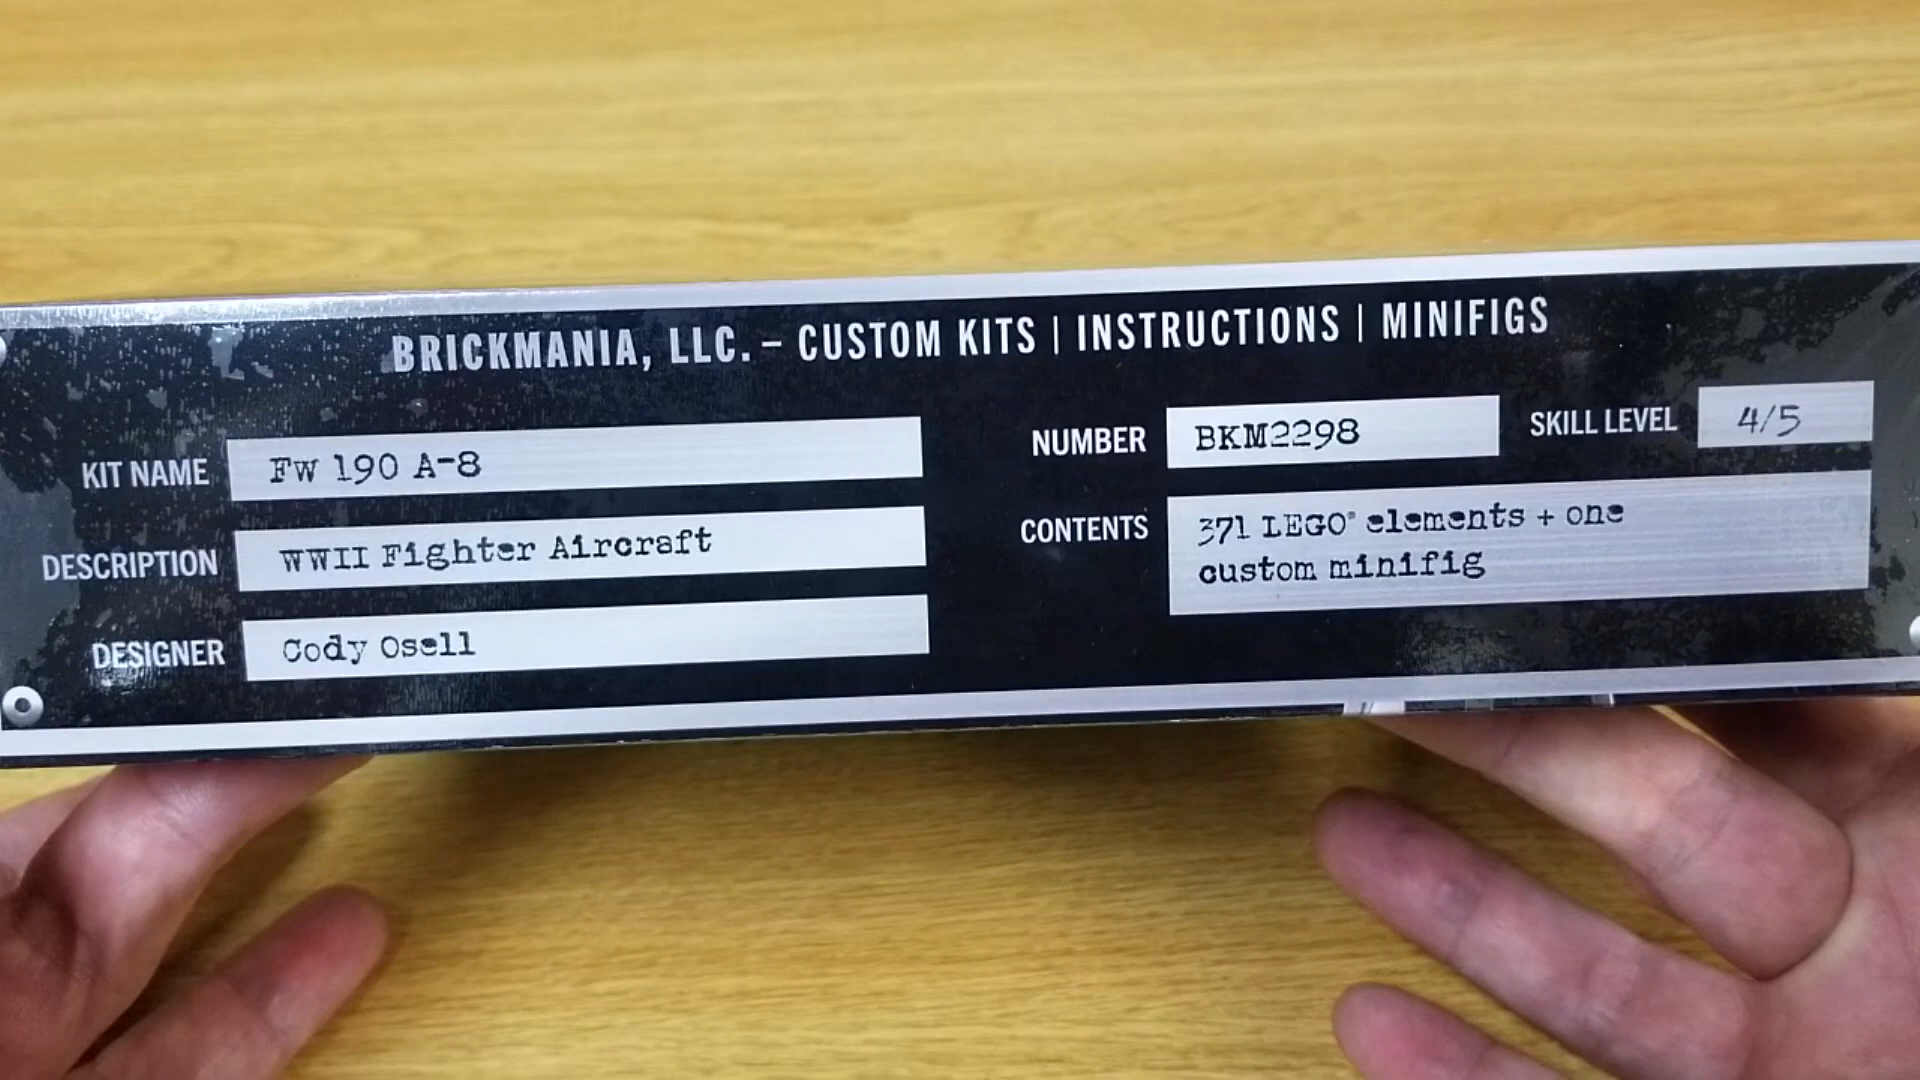 BRICKMANIA, LLC. – CUSTOM KITS | INSTRUCTIONS | MINIFIGS
KIT NAME Fw 190 A-8
DESCRIPTION WWII Fighter Aircraft
DESIGNER Cody Osell
NUMBER BKM2298 SKILL LEVEL 4/5
CONTENTS 371 LEGO® elements + one
custom minifig